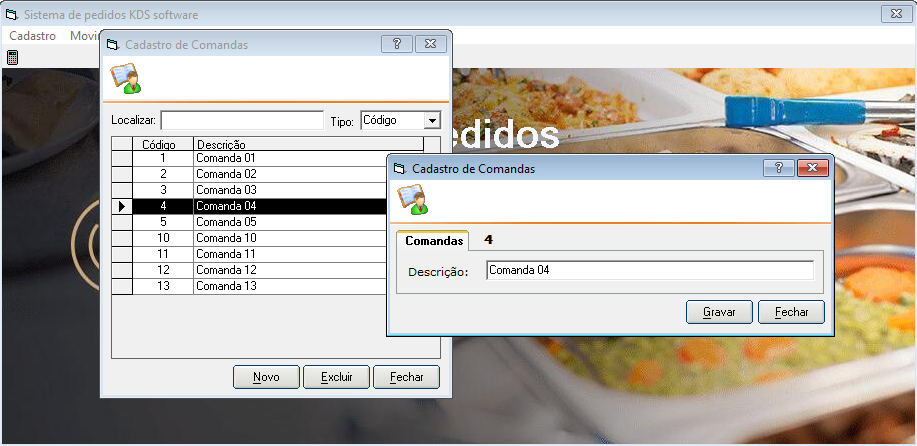 Sistema de pedidos KDS software
Cadastro Movi
Cadastro de Comandas
Localizar: Tipo: Código
Código Descrição
1 Comanda 01
2 Comanda 02
3 Comanda 03
4 Comanda 04
5 Comanda 05
10 Comanda 10
11 Comanda 11
12 Comanda 12
13 Comanda 13
Novo Excluir Fechar
edidos
Cadastro de Comandas
Comandas 4
Descrição: Comanda 04
Gravar Fechar